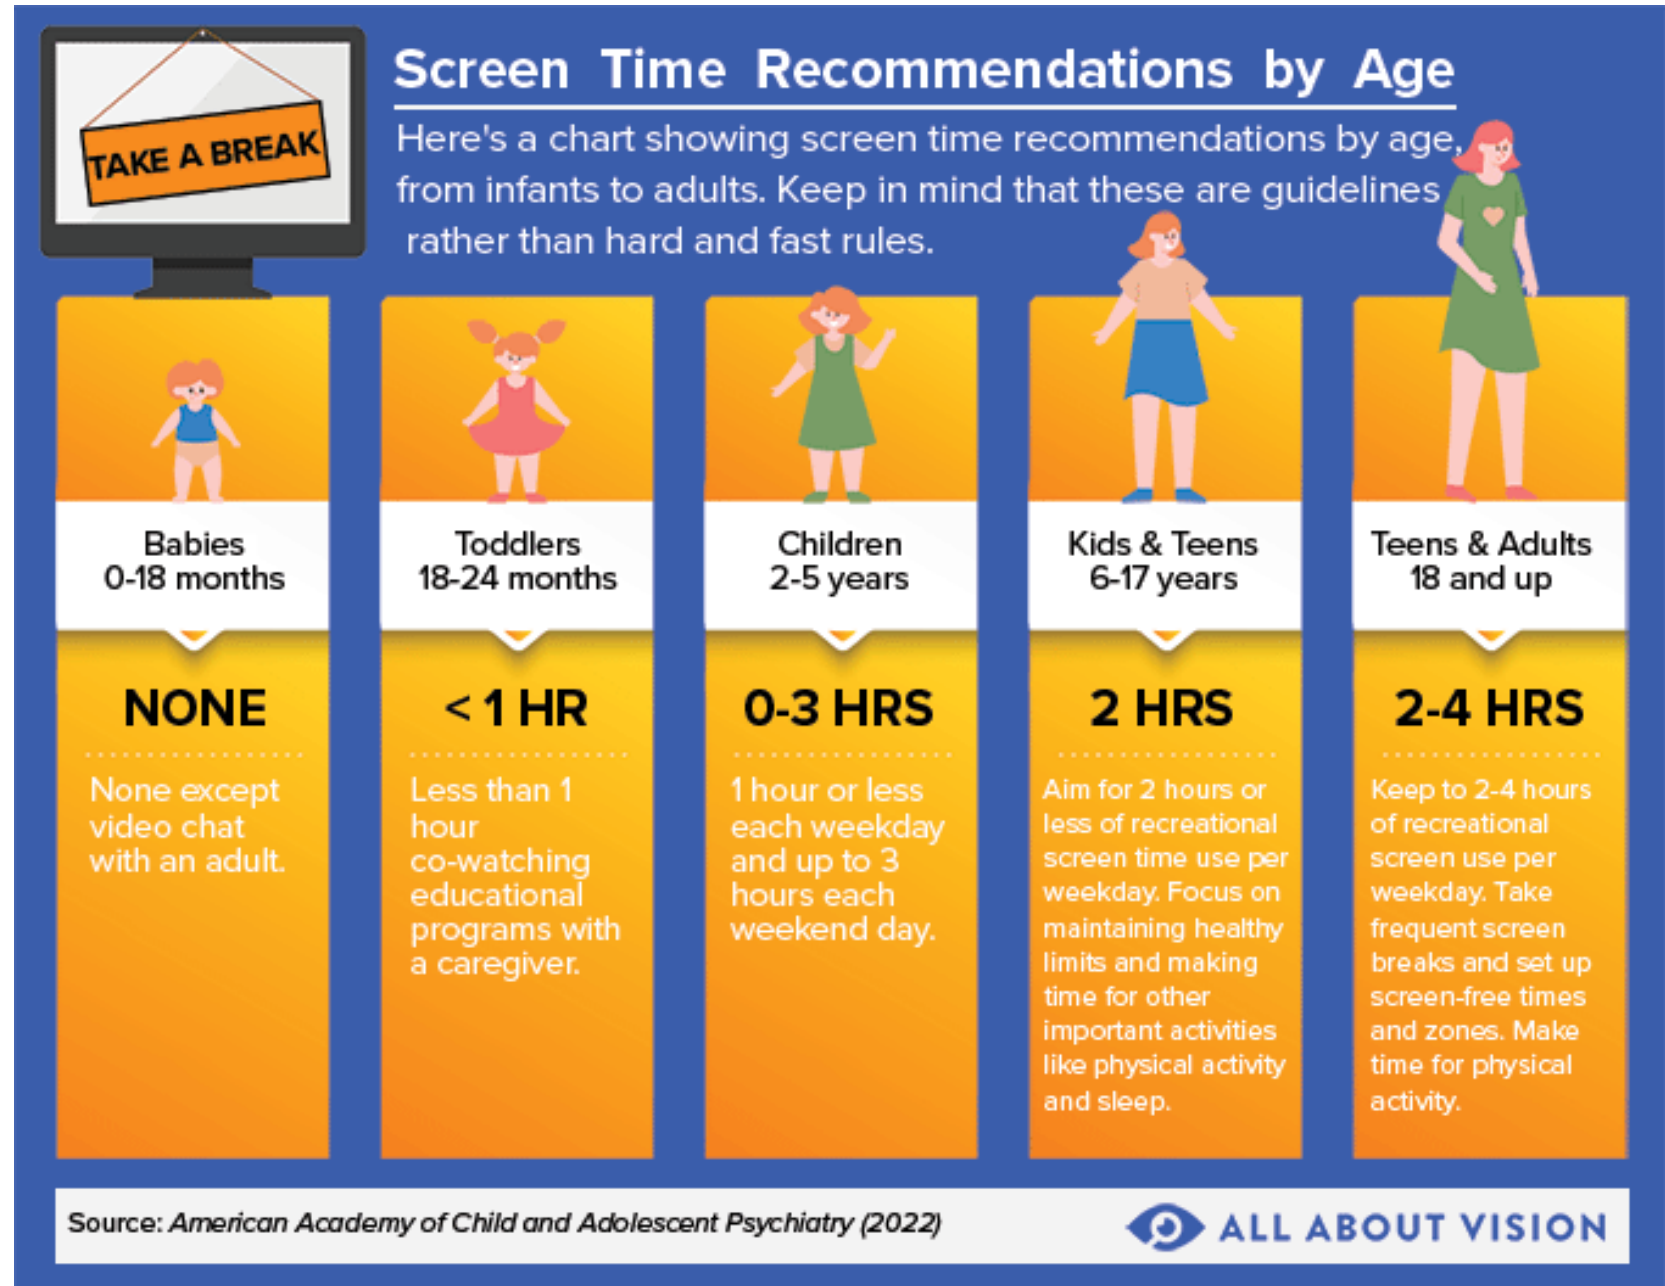 TAKE A BREAK
Screen Time Recommendations by Age
Here's a chart showing screen time recommendations by age,
from infants to adults. Keep in mind that these are guidelines
rather than hard and fast rules.
Babies
0-18 months
NONE
None except
video chat
with an adult.
Toddlers
18-24 months
< 1 HR
Less than 1
hour
co-watching
educational
programs with
a caregiver.
Children
2-5 years
0-3 HRS
1 hour or less
each weekday
and up to 3
hours each
weekend day.
Kids & Teens
6-17 years
2 HRS
Aim for 2 hours or
less of recreational
screen time use per
weekday. Focus on
maintaining healthy
limits and making
time for other
important activities
like physical activity
and sleep.
Teens & Adults
18 and up
2-4 HRS
Keep to 2-4 hours
of recreational
screen use per
weekday. Take
frequent screen
breaks and set up
screen-free times
and zones. Make
time for physical
activity.
Source: American Academy of Child and Adolescent Psychiatry (2022)
ALL ABOUT VISION